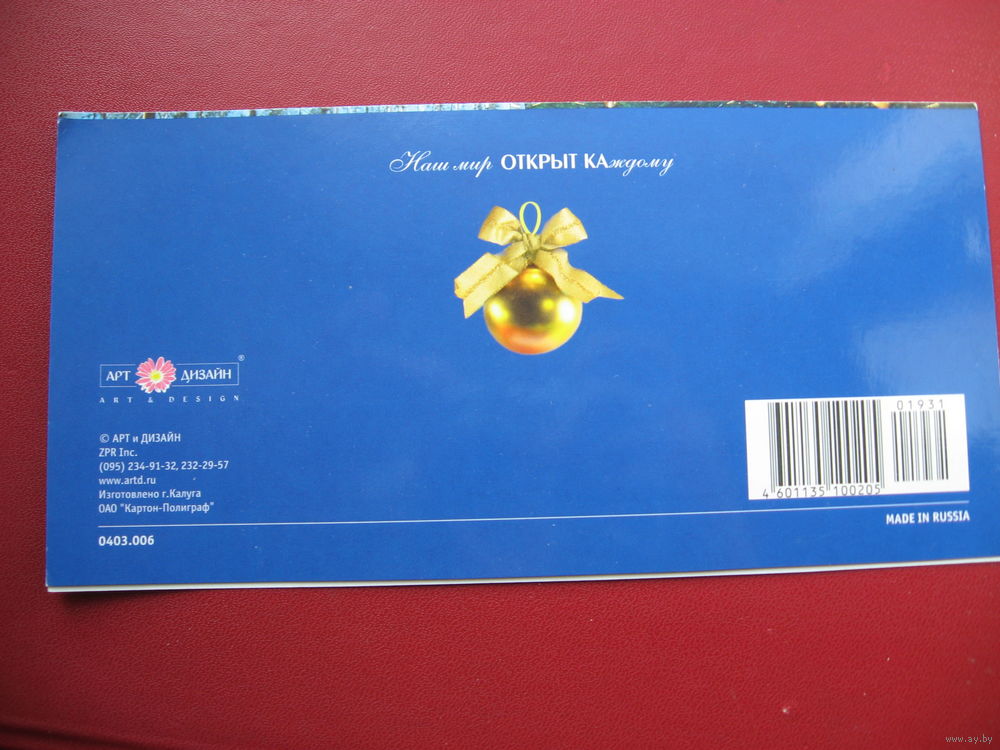 Наш мир ОТКРЫТ КАждому
АРТ ДИЗАЙН ®
ART & DESIGN
© АРТ и ДИЗАЙН
ZPR Inc.
(095) 234-91-32, 232-29-57
www.artd.ru
Изготовлено г.Калуга
ОАО "Картон-Полиграф"
0403.006
01931
4 601135 100205
MADE IN RUSSIA
www.ay.by